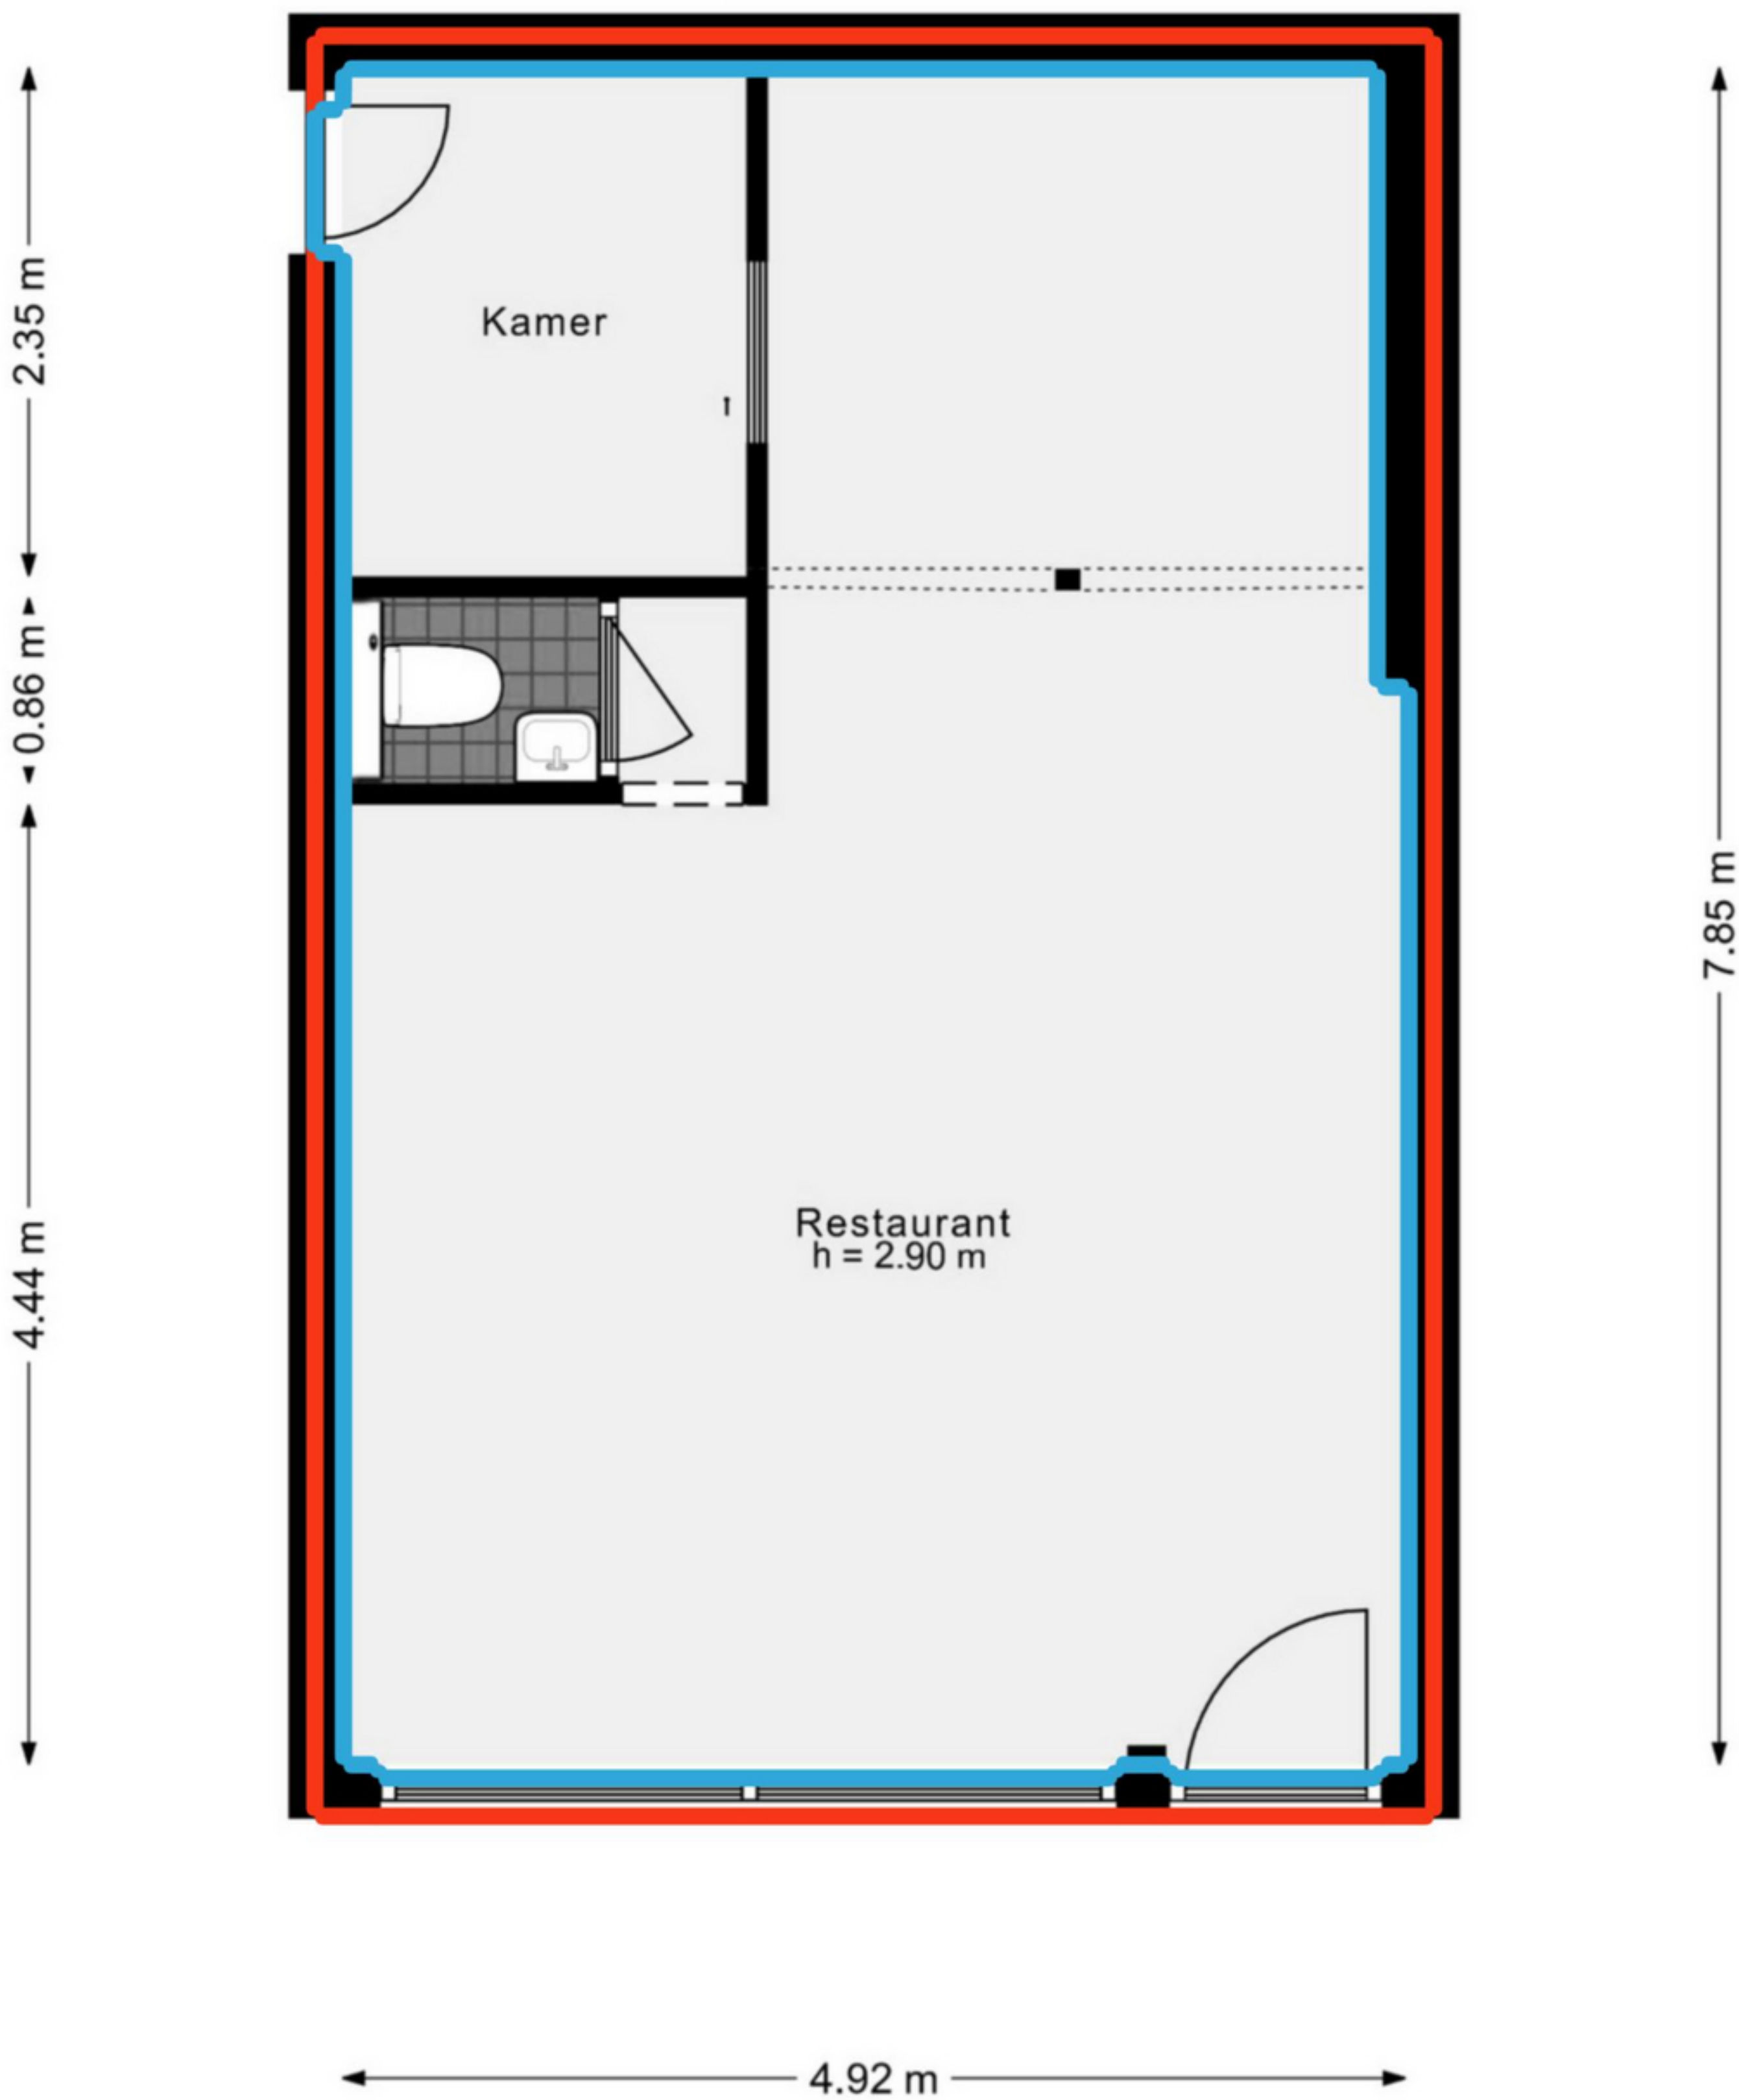 2.35 m
0.86 m
4.44 m
Kamer
Restaurant
h = 2.90 m
7.85 m
4.92 m